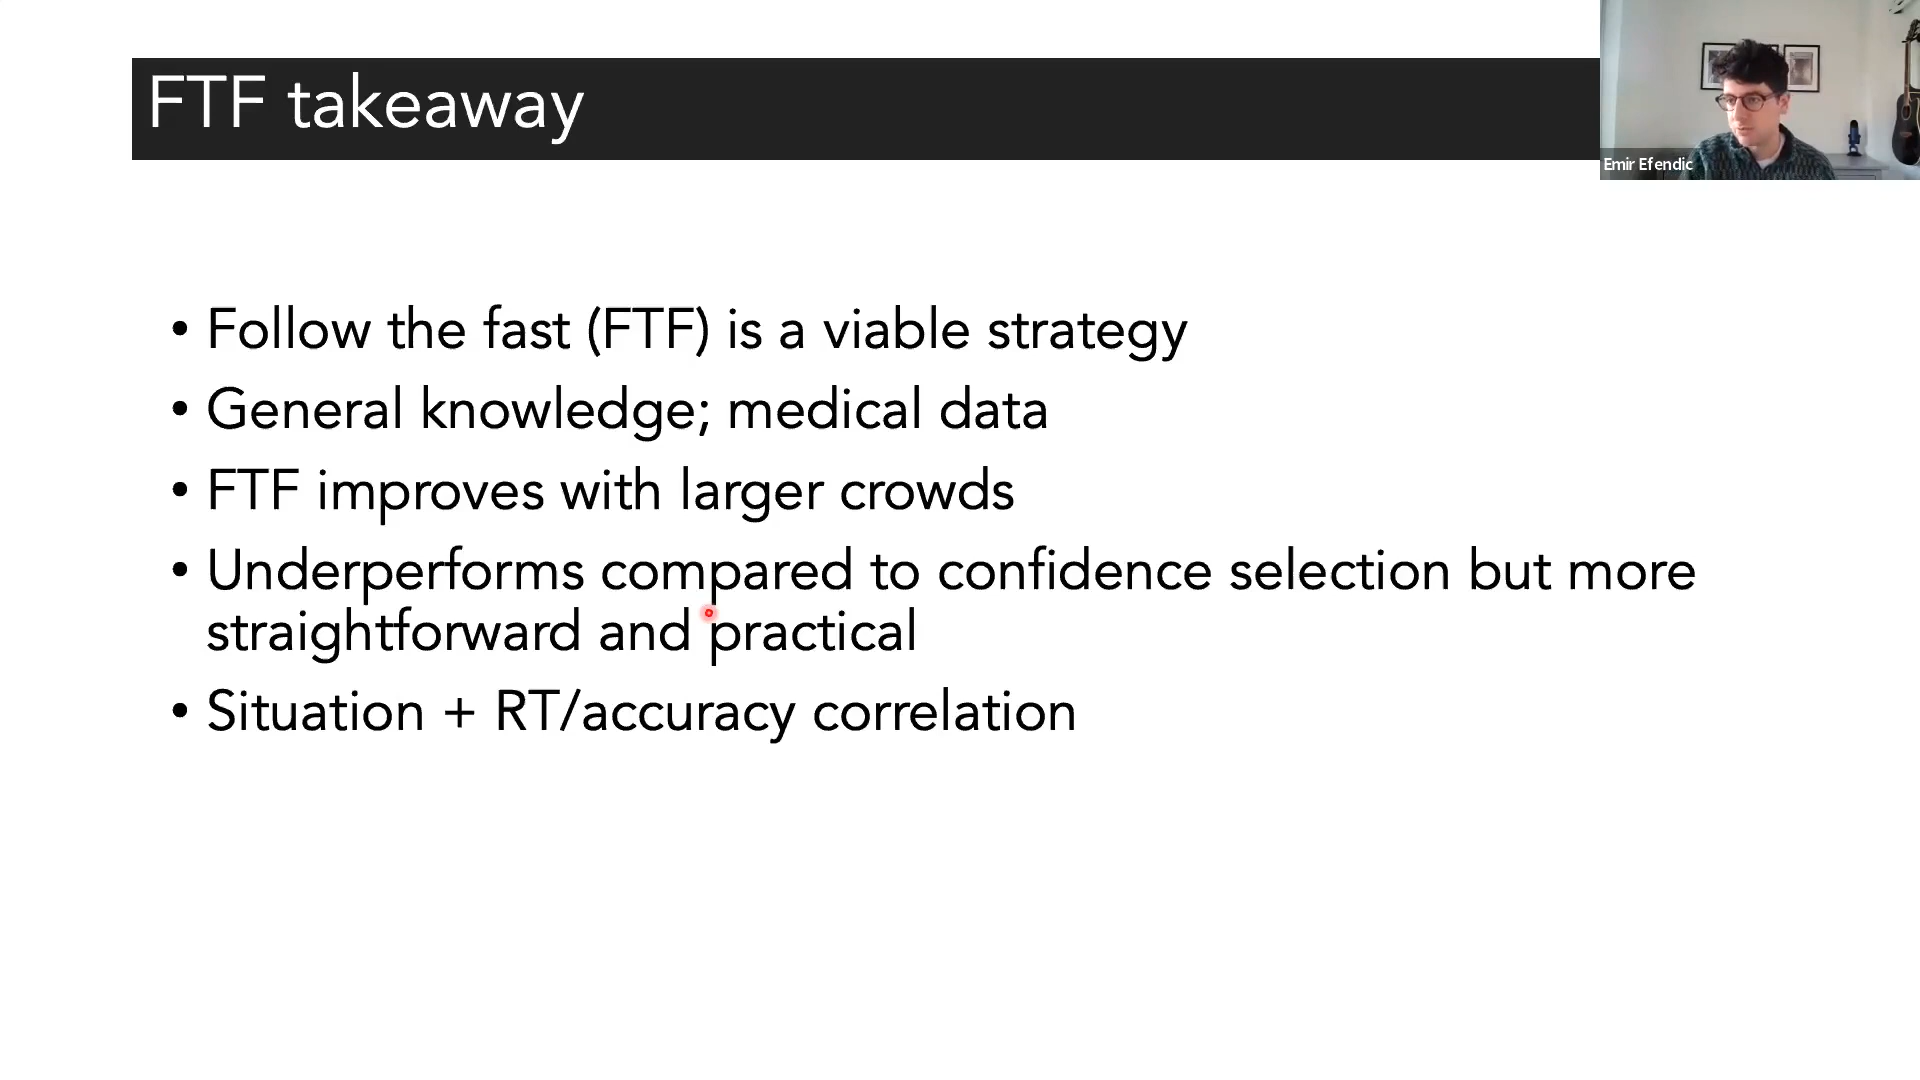 FTF takeaway
Emir Efendic
• Follow the fast (FTF) is a viable strategy
• General knowledge; medical data
• FTF improves with larger crowds
• Underperforms compared to confidence selection but more
straightforward and practical
• Situation + RT/accuracy correlation